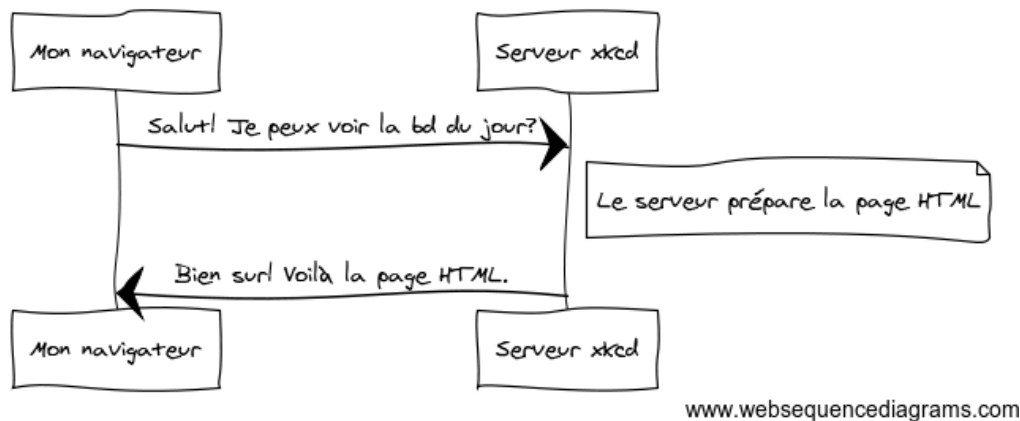 Mon navigateur
Serveur xkcd
Salut! Je peux voir la bd du jour?
Le serveur prépare la page HTML
Bien sur! Voilà la page HTML.
Mon navigateur
Serveur xkcd
www.websequencediagrams.com